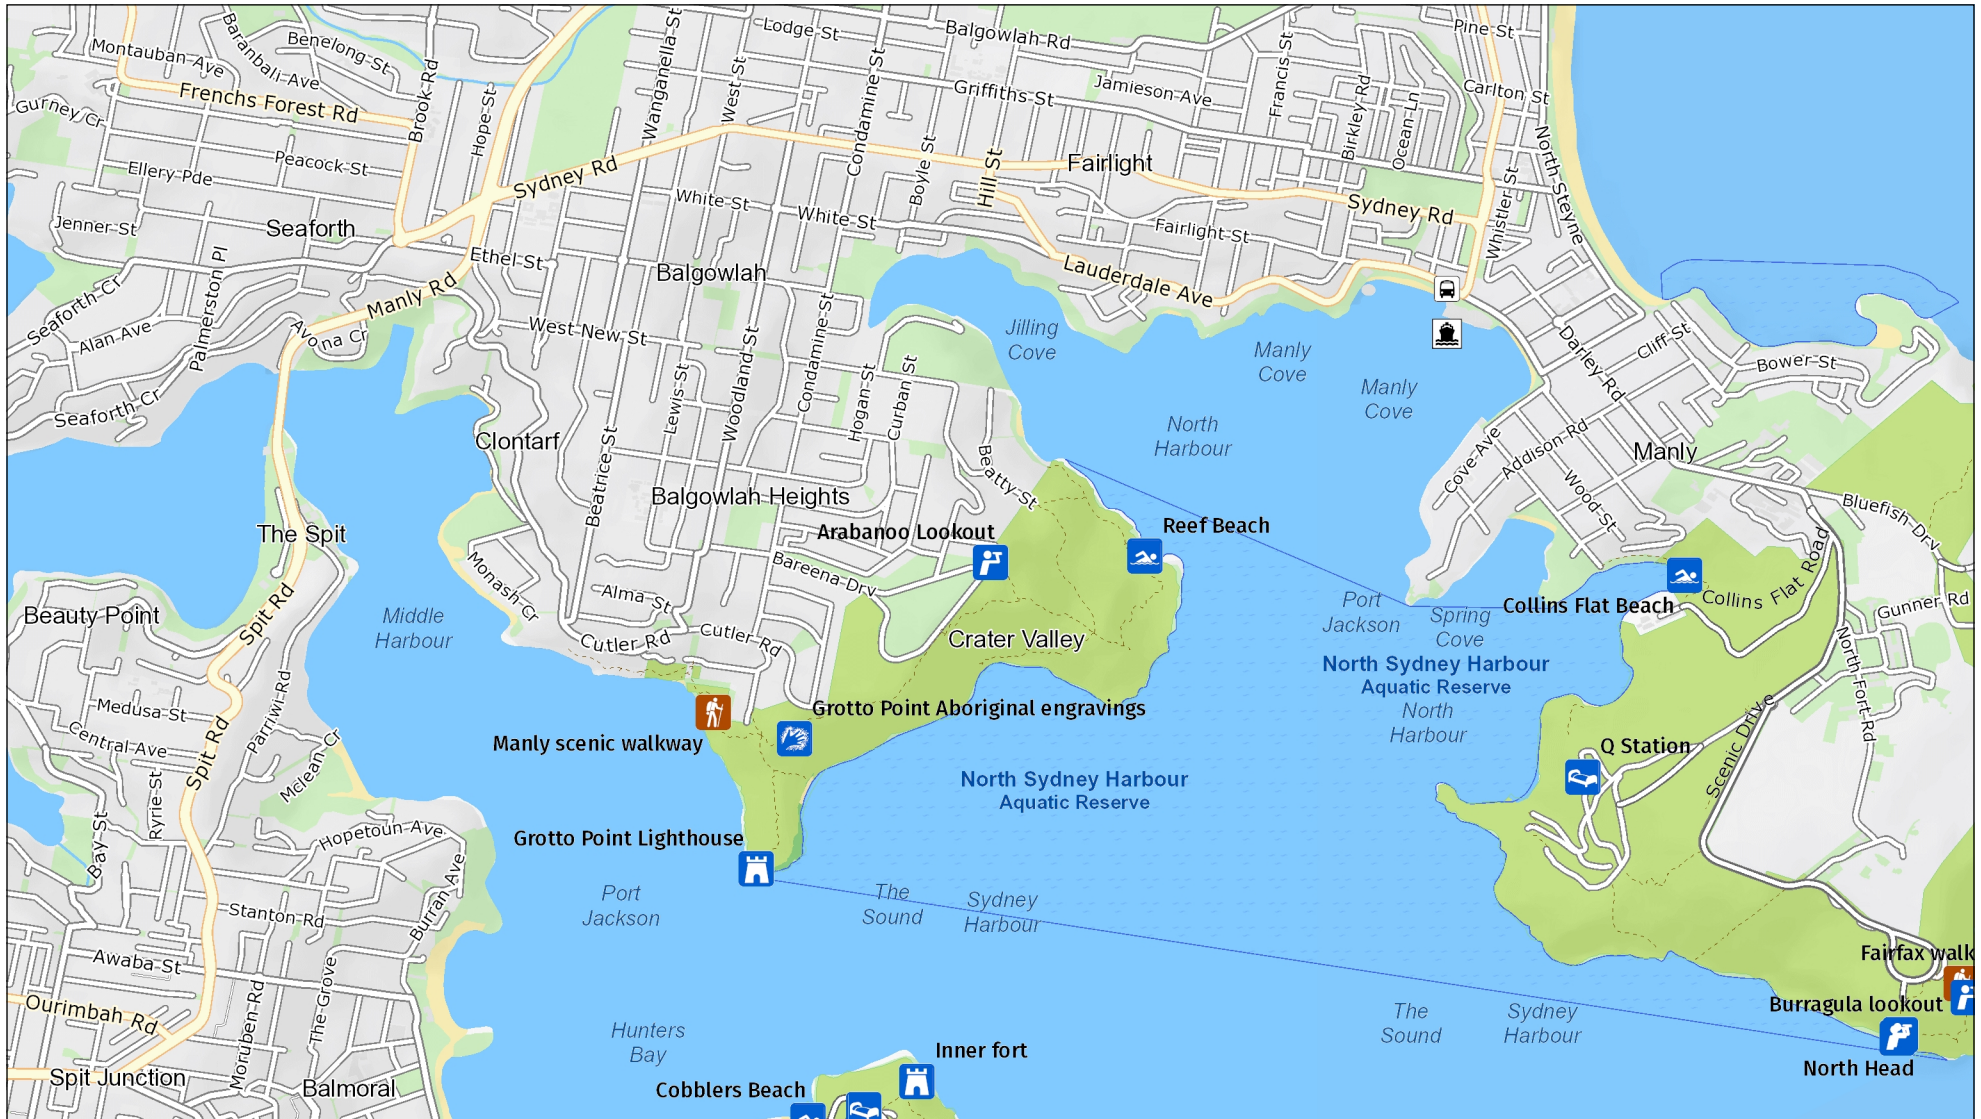 Montauban Ave
Baranbali Ave
Benelong St
Frenchs Forest Rd
Gurney Cr
Brook Rd
Hope St
Peacock St
Ellery Pde
Jenner St
Seaforth
Seaforth Cr
Alan Ave
Palmerston Pl
Seaforth Cr
Avona Cr
Manly Rd
Ethel St
Sydney Rd
Wanganella St
West St
Lodge St
Condamine St
Balgowlah Rd
Griffiths St
Jamieson Ave
Francis St
Birkley Rd
Ocean Ln
Pine St
Carlton St
North Steyne
Whistler St
Boyle St
Hill St
Fairlight
Sydney Rd
Fairlight St
Lauderdale Ave
White St
White St
Balgowlah
West New St
Lewis St
Woodland St
Condamine St
Hogan St
Curban St
Beatrice St
Clontarf
Balgowlah Heights
Beatty St
Jilling
Cove
Manly
Cove
Manly
Cove
North
Harbour
Darley Rd
Cliff St
Bower St
Addison Rd
Cove Ave
Wood St
Manly
Bluefish Drv
The Spit
Spit Rd
Monash Cr
Arabanoo Lookout
Reef Beach
Bareena Drv
Alma St
Cutler Rd
Cutler Rd
Crater Valley
Beauty Point
Middle
Harbour
Port
Jackson
Spring
Cove
Collins Flat Beach
Collins Flat Road
Gunner Rd
North Fort Rd
North Sydney Harbour
Aquatic Reserve
North
Harbour
Medusa St
Central Ave
Ryrie St
Spit Rd
Parriwi Rd
Mclean Cr
Manly scenic walkway
Grotto Point Aboriginal engravings
North Sydney Harbour
Aquatic Reserve
Q Station
Scenic Drive
Bay St
Hopetoun Ave
Burran Ave
Grotto Point Lighthouse
Port
Jackson
The
Sound
Sydney
Harbour
Stanton Rd
Awaba St
Ourimbah Rd
Moruben Rd
The Grove
Spit Junction
Balmoral
Hunters
Bay
Inner fort
Cobblers Beach
The
Sound
Sydney
Harbour
Fairfax walk
Burragula lookout
North Head